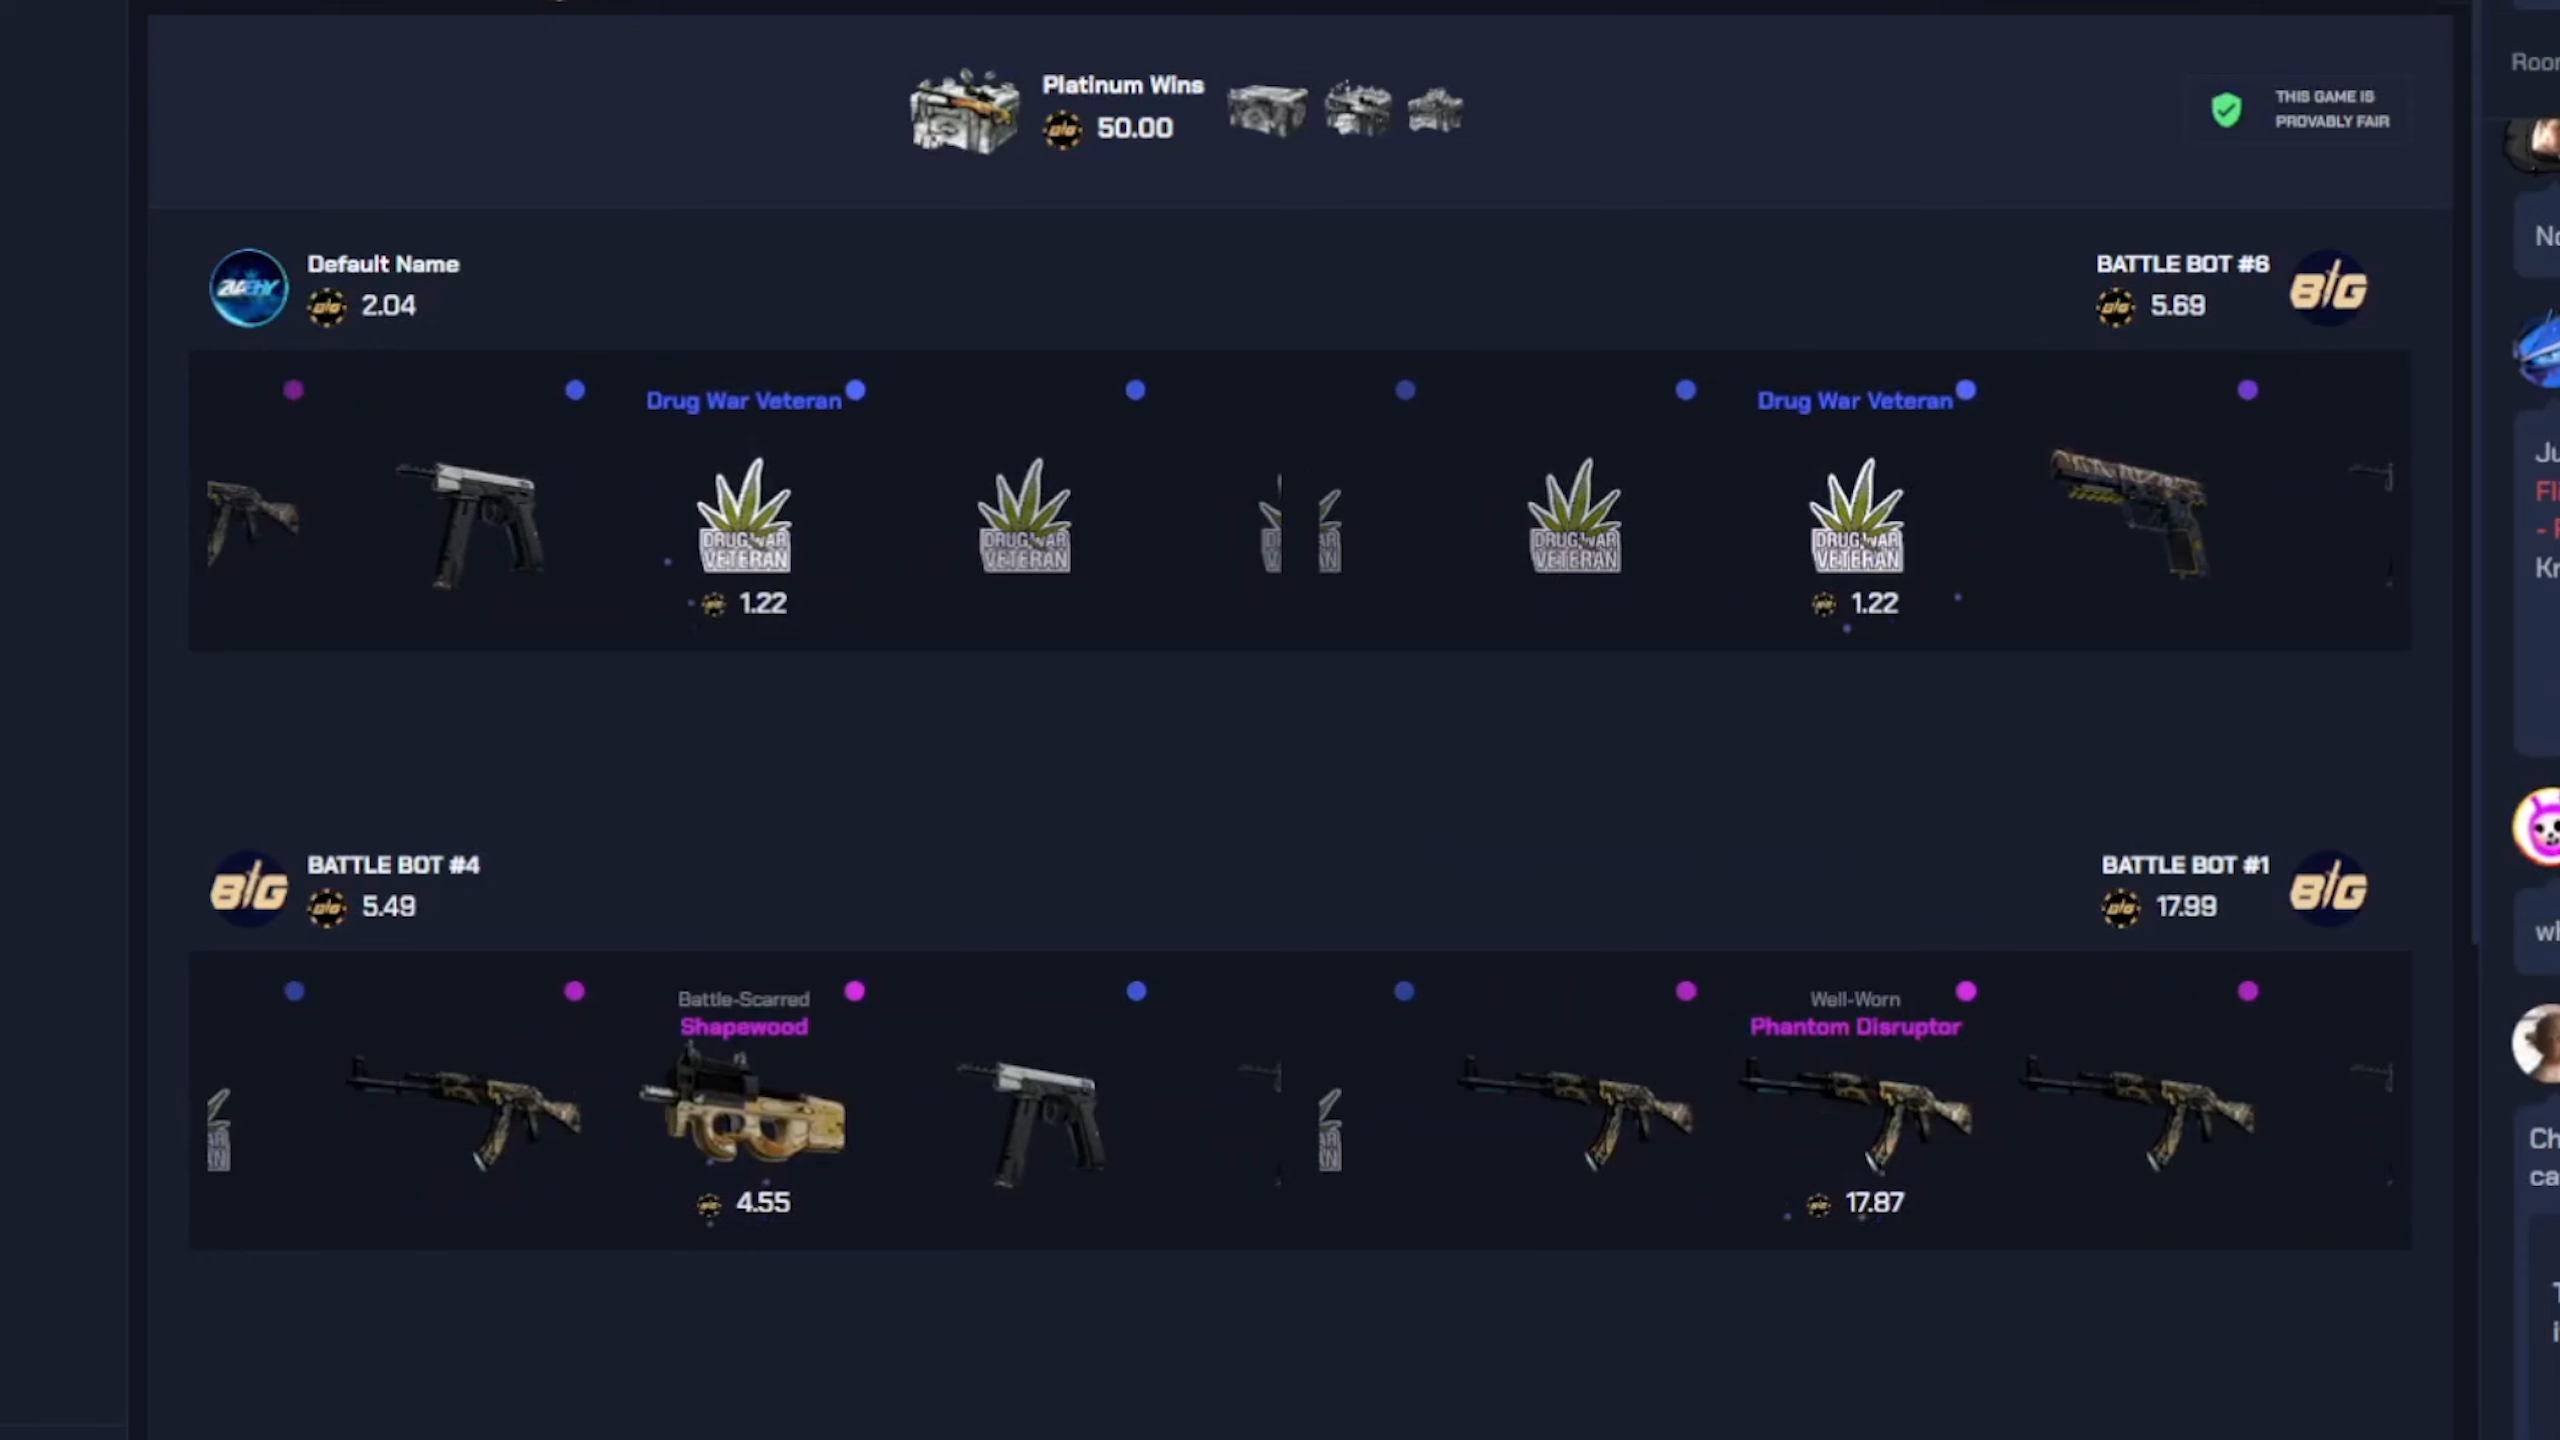 Platinum Wins
50.00
THIS GAME IS
PROVABLY FAIR
Default Name
2.04
BATTLE BOT #6
5.69
BIG
Drug War Veteran
Drug War Veteran
DRUG WAR
VETERAN
DRUG WAR
VETERAN
DRUG WAR
VETERAN
DRUG WAR
VETERAN
1.22
1.22
BIG
BATTLE BOT #4
5.49
BATTLE BOT #1
17.99
BIG
Battle-Scarred
Shapewood
Well-Worn
Phantom Disruptor
4.55
17.87